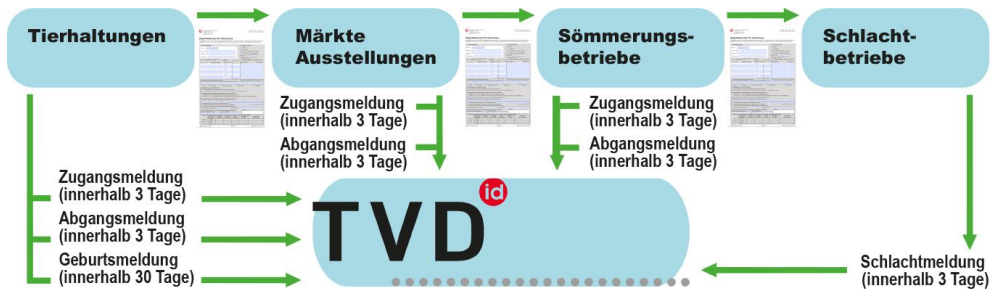 Tierhaltungen
Märkte
Ausstellungen
Sömmerungs-
betriebe
Schlacht-
betriebe
Zugangsmeldung
(innerhalb 3 Tage)
Abgangsmeldung
(innerhalb 3 Tage)
Zugangsmeldung
(innerhalb 3 Tage)
Abgangsmeldung
(innerhalb 3 Tage)
Zugangsmeldung
(innerhalb 3 Tage)
Abgangsmeldung
(innerhalb 3 Tage)
Geburtsmeldung
(innerhalb 30 Tage)
TVD id
Schlachtmeldung
(innerhalb 3 Tage)